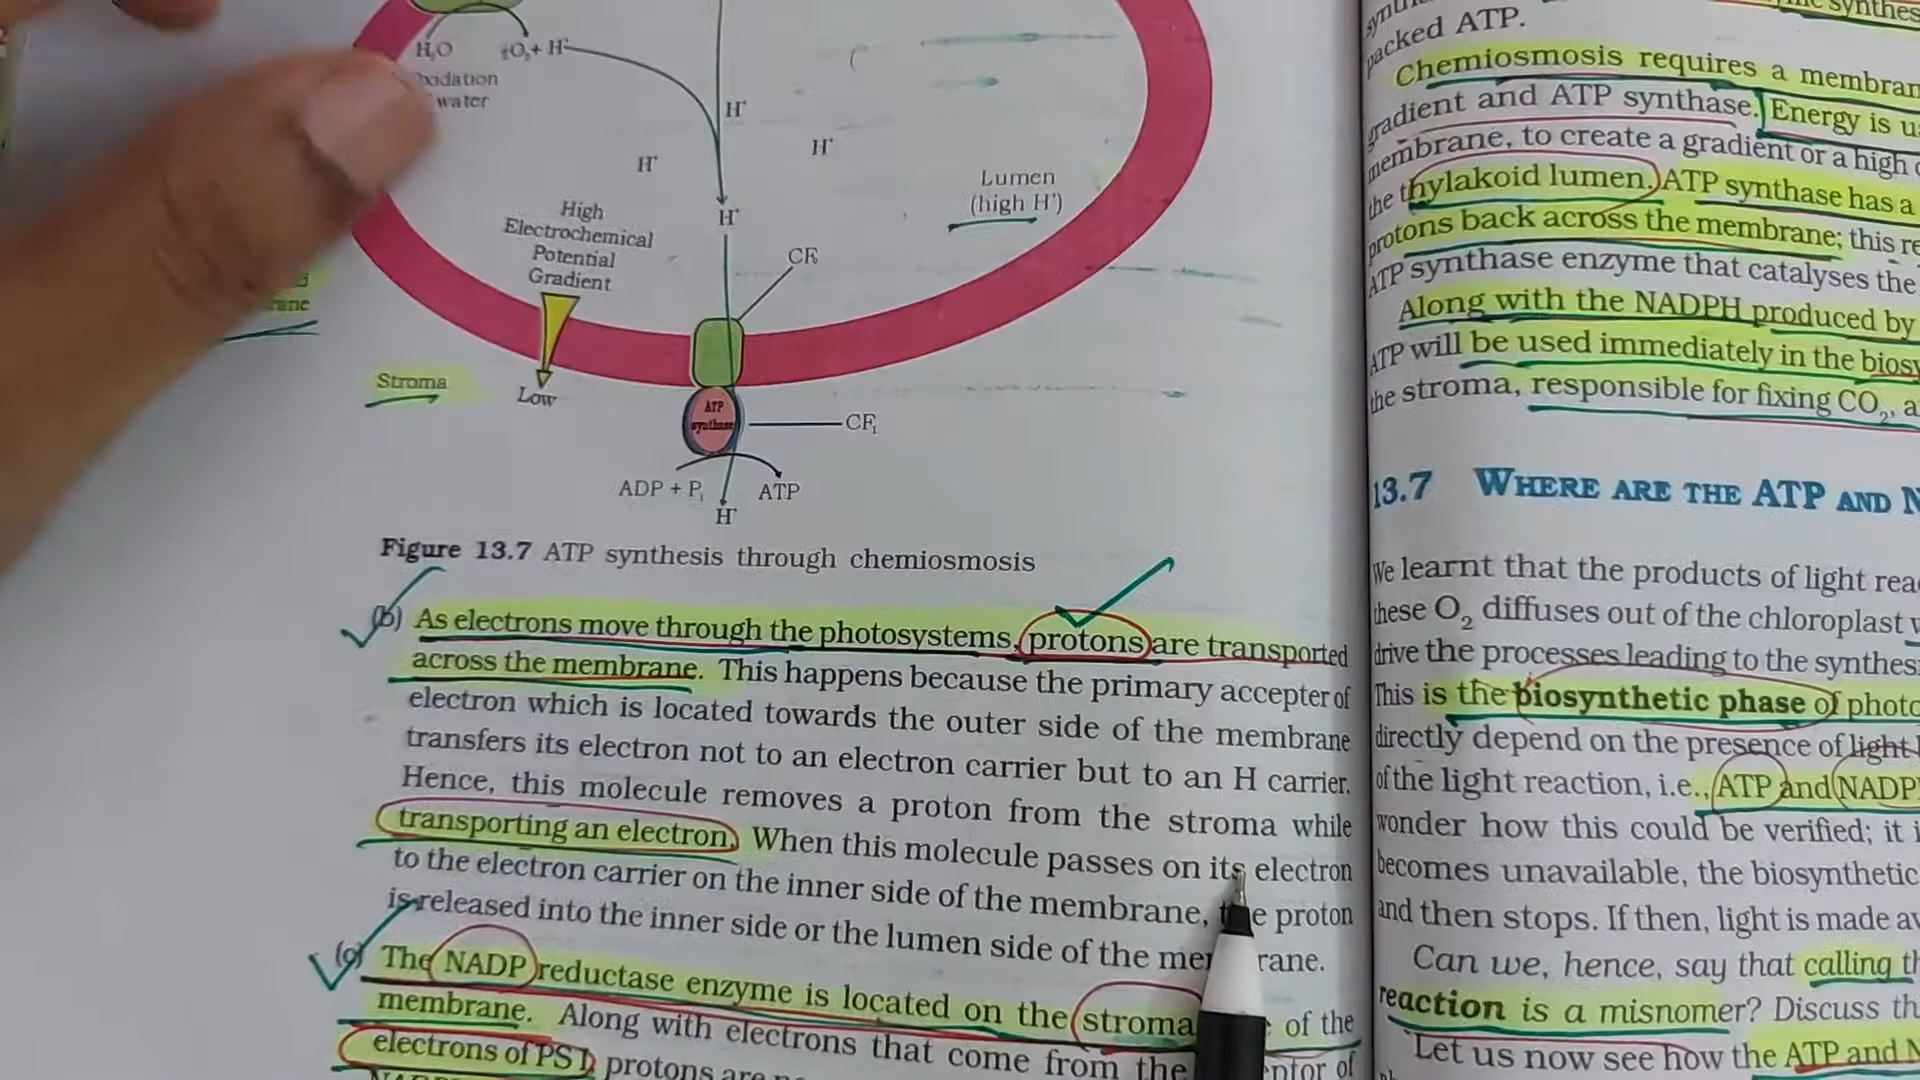 H₂O
O₂ + H⁺
Oxidation
water
H⁺
H⁺
H⁺
Lumen
(high H⁺)
H⁺
High
Electrochemical
Potential
Gradient
CF
Stroma
Low
ATP
synthase
CF₁
ADP + Pᵢ
ATP
H⁺
Figure 13.7 ATP synthesis through chemiosmosis
(b) As electrons move through the photosystems, protons are transported
across the membrane. This happens because the primary accepter of
electron which is located towards the outer side of the membrane
transfers its electron not to an electron carrier but to an H carrier.
Hence, this molecule removes a proton from the stroma while
transporting an electron. When this molecule passes on its electron
to the electron carrier on the inner side of the membrane, the proton
is released into the inner side or the lumen side of the membrane.
(c) The NADP reductase enzyme is located on the stroma of the
membrane. Along with electrons that come from the
electrons of PS I, protons are
packed ATP.
Chemiosmosis requires a
gradient and ATP synthase. Energy is
membrane, to create a gradient or a high
the thylakoid lumen. ATP synthase has a
protons back across the membrane; this
ATP synthase enzyme that catalyses the
Along with the NADPH produced by
ATP will be used immediately in the
the stroma, responsible for fixing CO₂,
13.7 WHERE ARE THE ATP AND
We learnt that the products of light
these O₂ diffuses out of the chloroplast
drive the processes leading to the
This is the biosynthetic phase of
directly depend on the presence of light
of the light reaction, i.e., ATP and
wonder how this could be verified; it
becomes unavailable, the biosynthetic
and then stops. If then, light is made
Can we, hence, say that calling
reaction is a misnomer? Discuss
Let us now see how the ATP and